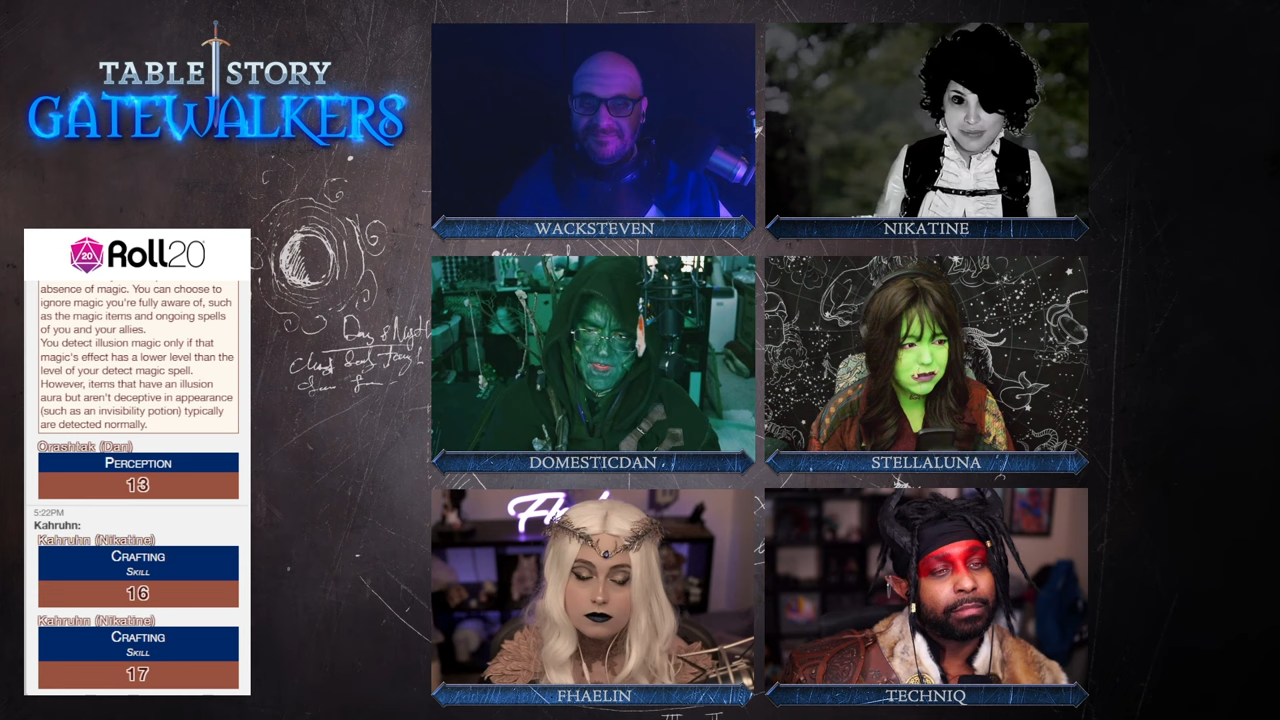 TABLE STORY
GATEWALKERS
20 Roll20
absence of magic. You can choose to
ignore magic you're fully aware of, such
as the magic items and ongoing spells
of you and your allies.
You detect illusion magic only if that
magic's effect has a lower level than the
level of your detect magic spell.
However, items that have an illusion
aura but aren't deceptive in appearance
(such as an invisibility potion) typically
are detected normally.
Orashtak (Dan)
PERCEPTION
13
5:22PM
Kahruhn:
Kahruhn (Nikatine)
CRAFTING
SKILL
16
Kahruhn (Nikatine)
CRAFTING
SKILL
17
WACKSTEVEN
NIKATINE
DOMESTICDAN
STELLALUNA
FHAELIN
TECHNIQ